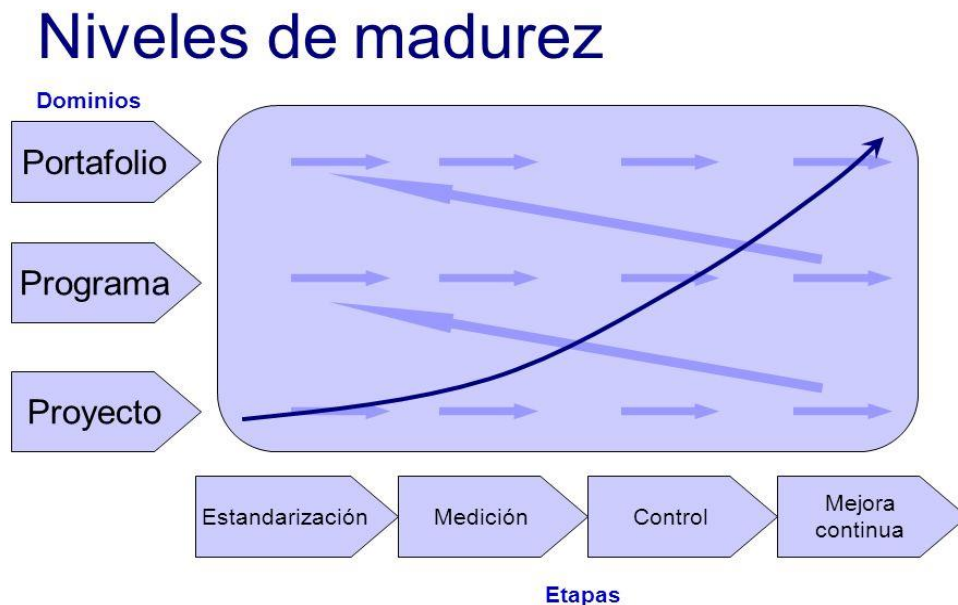 Niveles de madurez
Dominios
Portafolio
Programa
Proyecto
Estandarización
Medición
Control
Mejora
continua
Etapas